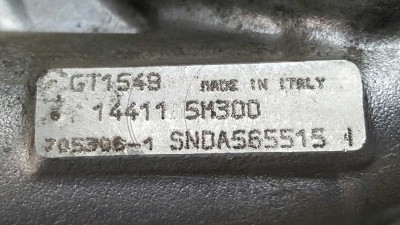 GT1549 MADE IN ITALY
14411 5M300
705306-1 SNDA565515 I